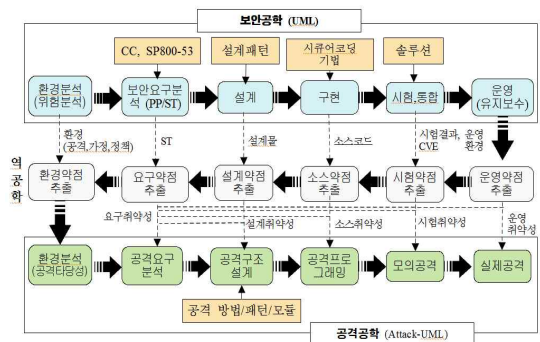 보안공학 (UML)
CC, SP800-53
설계패턴
시큐어코딩
기법
솔루션
환경분석
(위험분석)
보안요구분
석 (PP/ST)
설계
구현
시험,통합
운영
(유지보수)
환경
(공격,가정,정책)
ST
설계물
소스코드
시험결과,
CVE
운영
환경
역
공
학
환경약점
추출
요구약점
추출
설계약점
추출
소스약점
추출
시험약점
추출
운영약점
추출
요구취약성
설계취약성
소스취약성
시험취약성
운영
취약성
환경분석
(공격타당성)
공격요구
분석
공격구조
설계
공격프로
그래밍
모의공격
실제공격
공격 방법/패턴/모듈
공격공학 (Attack-UML)